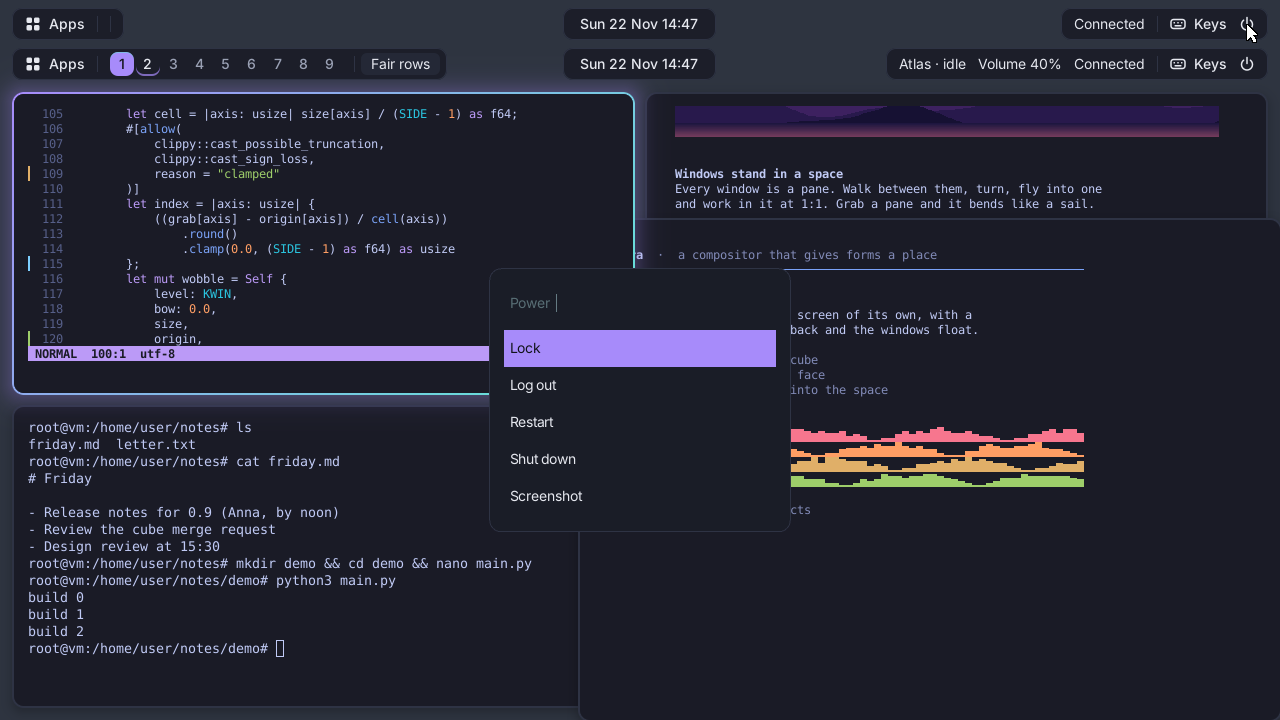 Apps
Sun 22 Nov 14:47
Connected
Keys
Apps
1 2 3 4 5 6 7 8 9
Fair rows
Sun 22 Nov 14:47
Atlas · idle Volume 40% Connected
Keys
105 let cell = |axis: usize| size[axis] / (SIDE - 1) as f64;
106 #[allow(
107 clippy::cast_possible_truncation,
108 clippy::cast_sign_loss,
109 reason = "clamped"
110 )]
111 let index = |axis: usize| {
112 ((grab[axis] - origin[axis]) / cell(axis))
113 .round()
114 .clamp(0.0, (SIDE - 1) as f64) as usize
115 };
116 let mut wobble = Self {
117 level: KWIN,
118 bow: 0.0,
119 size,
120 origin,
NORMAL 100:1 utf-8
Windows stand in a space
Every window is a pane. Walk between them, turn, fly into one
and work in it at 1:1. Grab a pane and it bends like a sail.
a · a compositor that gives forms a place
screen of its own, with a
back and the windows float.
cube
face
into the space
cts
Power
Lock
Log out
Restart
Shut down
Screenshot
root@vm:/home/user/notes# ls
friday.md letter.txt
root@vm:/home/user/notes# cat friday.md
# Friday
- Release notes for 0.9 (Anna, by noon)
- Review the cube merge request
- Design review at 15:30
root@vm:/home/user/notes# mkdir demo && cd demo && nano main.py
root@vm:/home/user/notes/demo# python3 main.py
build 0
build 1
build 2
root@vm:/home/user/notes/demo#